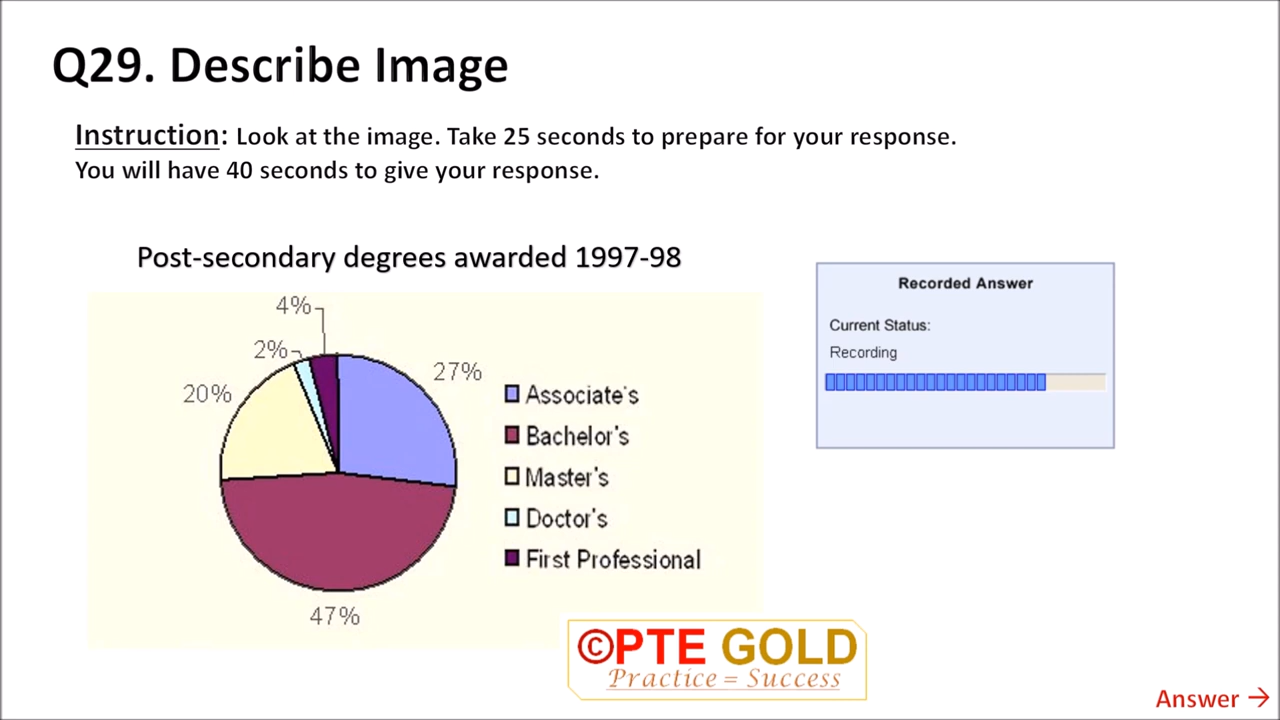 Q29. Describe Image
Instruction: Look at the image. Take 25 seconds to prepare for your response.
You will have 40 seconds to give your response.
Post-secondary degrees awarded 1997-98
4%
2%
27%
20%
47%
Associate's
Bachelor's
Master's
Doctor's
First Professional
Recorded Answer
Current Status:
Recording
©PTE GOLD
Practice = Success
Answer →